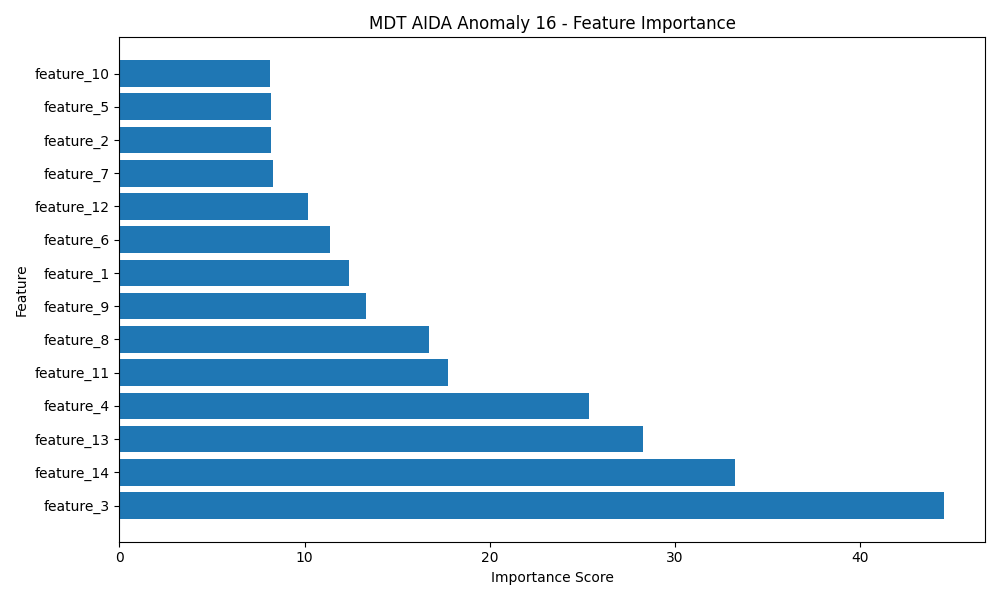 MDT AIDA Anomaly 16 - Feature Importance
feature_10
feature_5
feature_2
feature_7
feature_12
feature_6
feature_1
feature_9
feature_8
feature_11
feature_4
feature_13
feature_14
feature_3
Feature
0 10 20 30 40
Importance Score